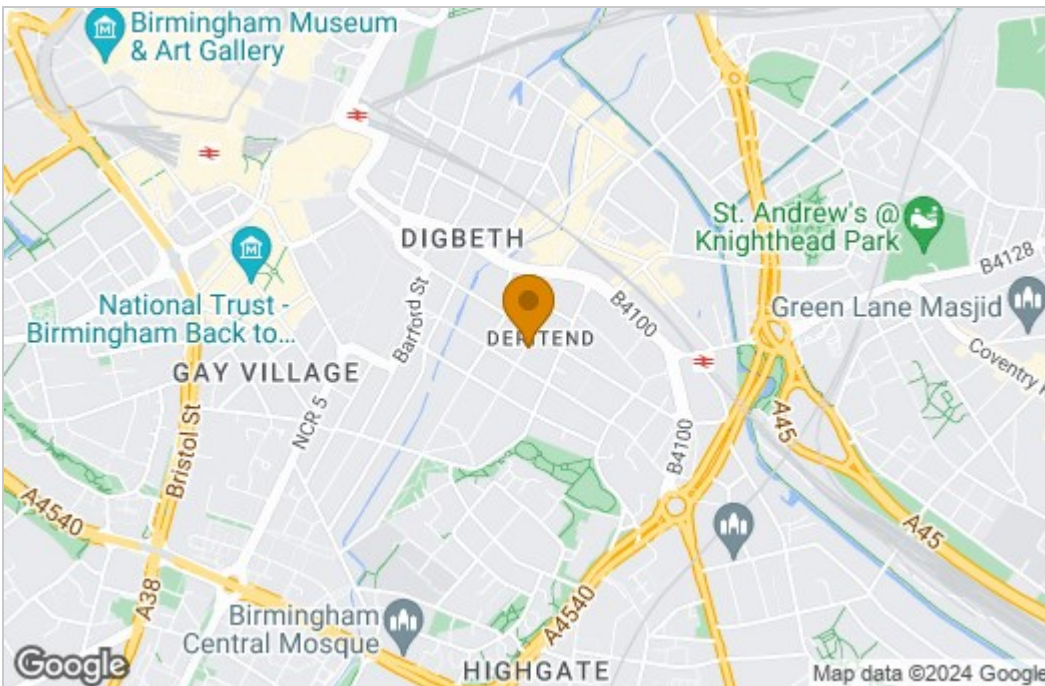 Birmingham Museum
& Art Gallery
St. Andrew's @
Knighthead Park
DIGBETH
B4128
National Trust -
Birmingham Back to...
Barford St
B4100
Green Lane Masjid
Coventry
GAY VILLAGE
NCR 5
Bristol St
A45
B4100
A4540
A45
A38
A4540
Birmingham
Central Mosque
HIGHGATE
Google
Map data ©2024 Google